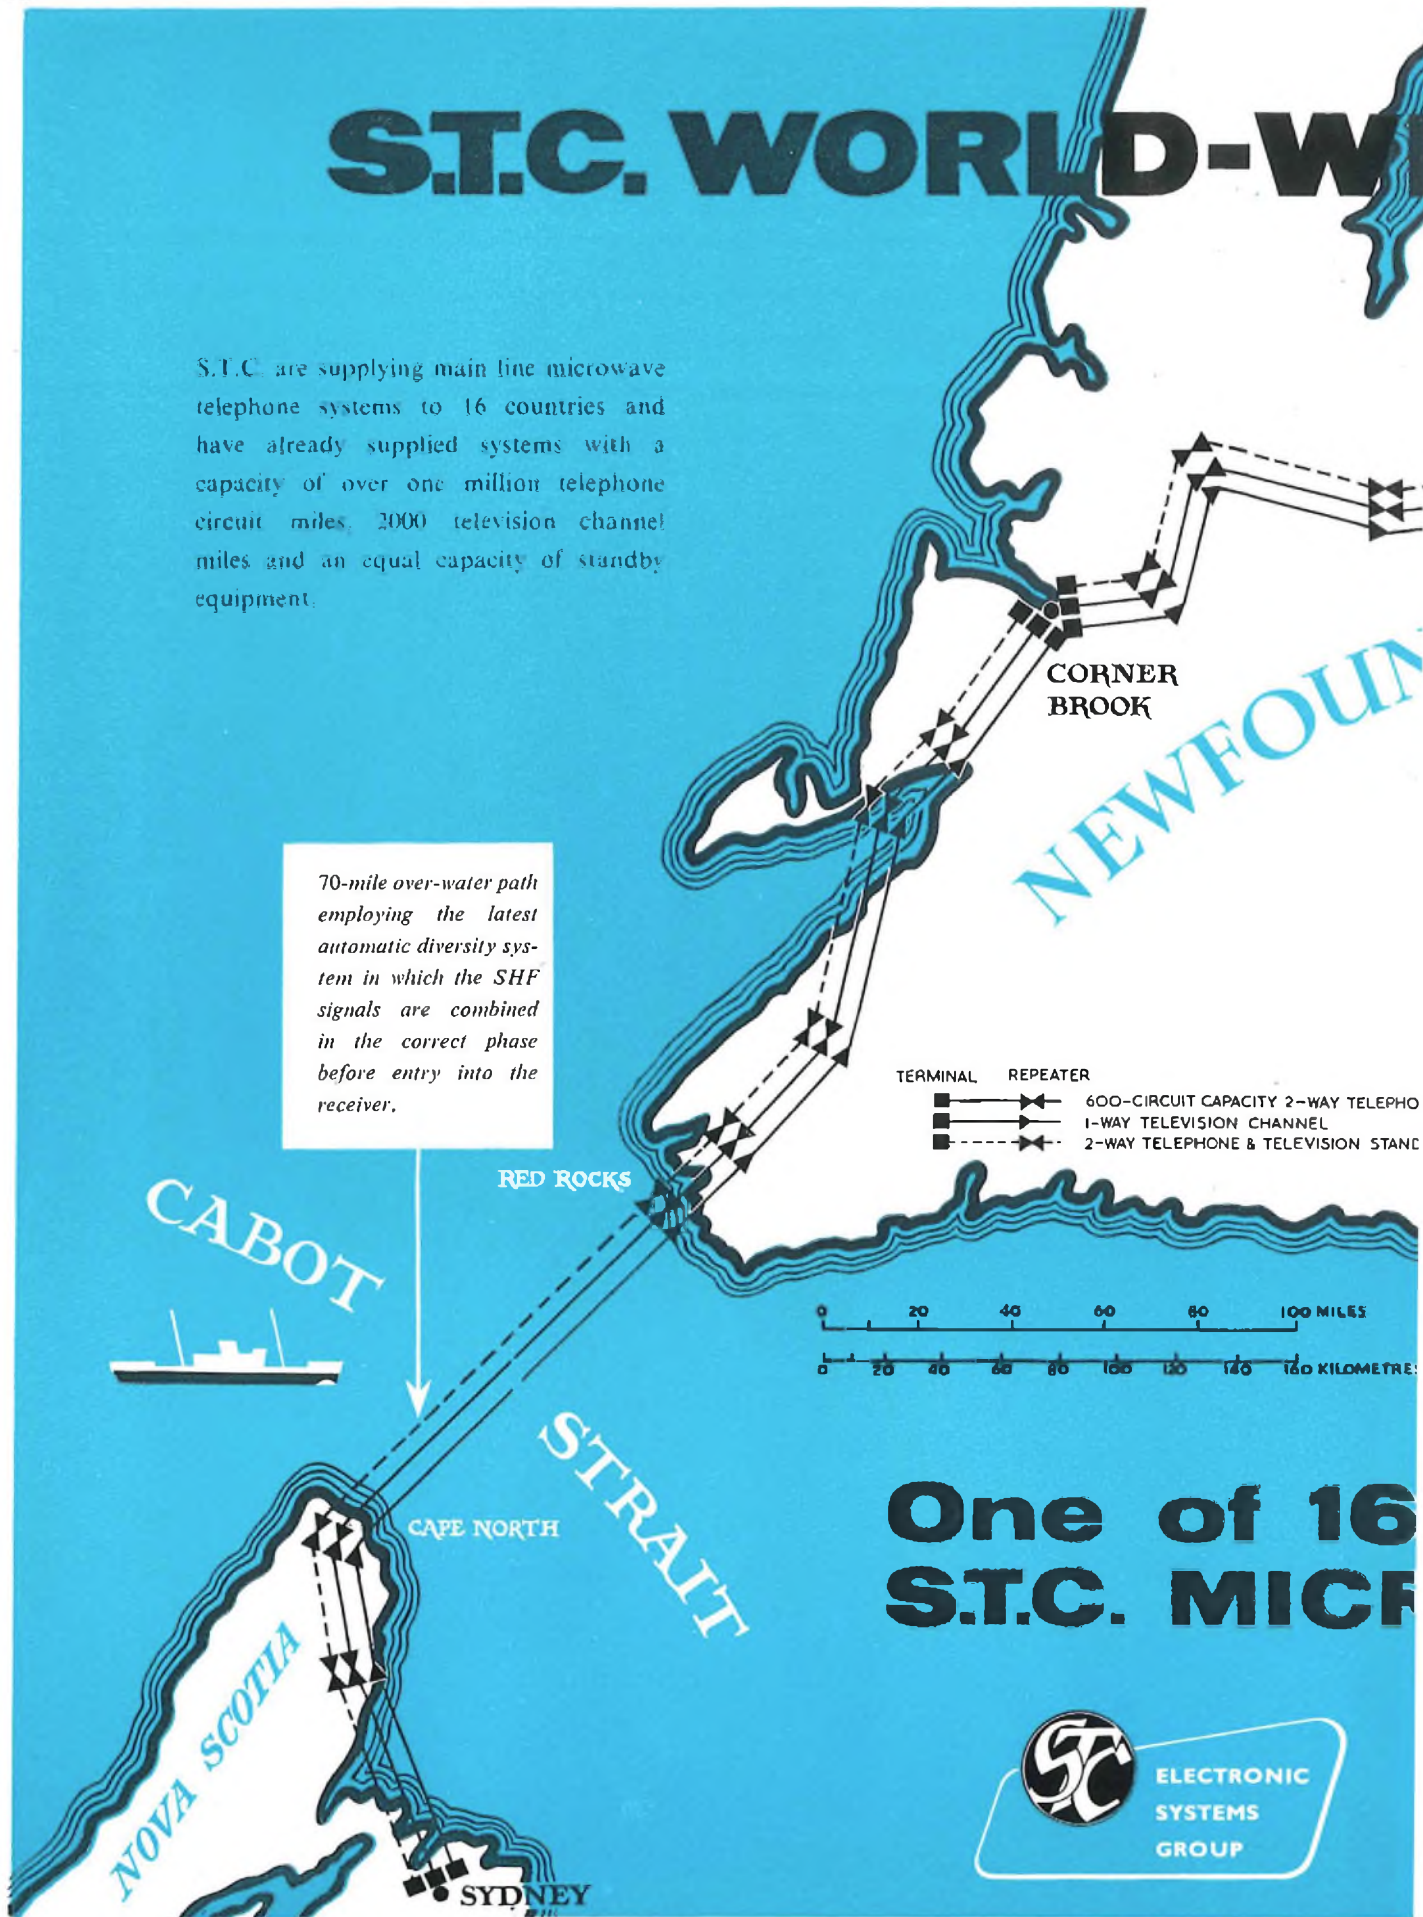 S.T.C. WORLD-W
S.T.C. are supplying main line microwave
telephone systems to 16 countries and
have already supplied systems with a
capacity of over one million telephone
circuit miles, 2000 television channel
miles and an equal capacity of standby
equipment.
CORNER
BROOK
NEWFOUN
70-mile over-water path
employing the latest
automatic diversity sys-
tem in which the SHF
signals are combined
in the correct phase
before entry into the
receiver.
TERMINAL REPEATER
600-CIRCUIT CAPACITY 2-WAY TELEPHO
1-WAY TELEVISION CHANNEL
2-WAY TELEPHONE & TELEVISION STAND
RED ROCKS
CABOT
STRAIT
0 20 40 60 80 100 MILES
0 20 40 60 80 100 120 140 160 KILOMETRES
CAPE NORTH
One of 16
S.T.C. MICR
NOVA SCOTIA
STC
ELECTRONIC
SYSTEMS
GROUP
SYDNEY